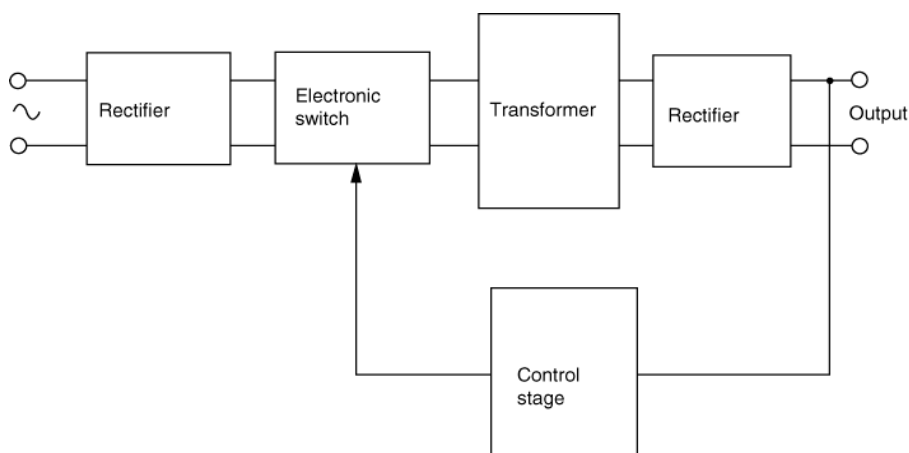 Rectifier
Electronic
switch
Transformer
Rectifier
Output
Control
stage